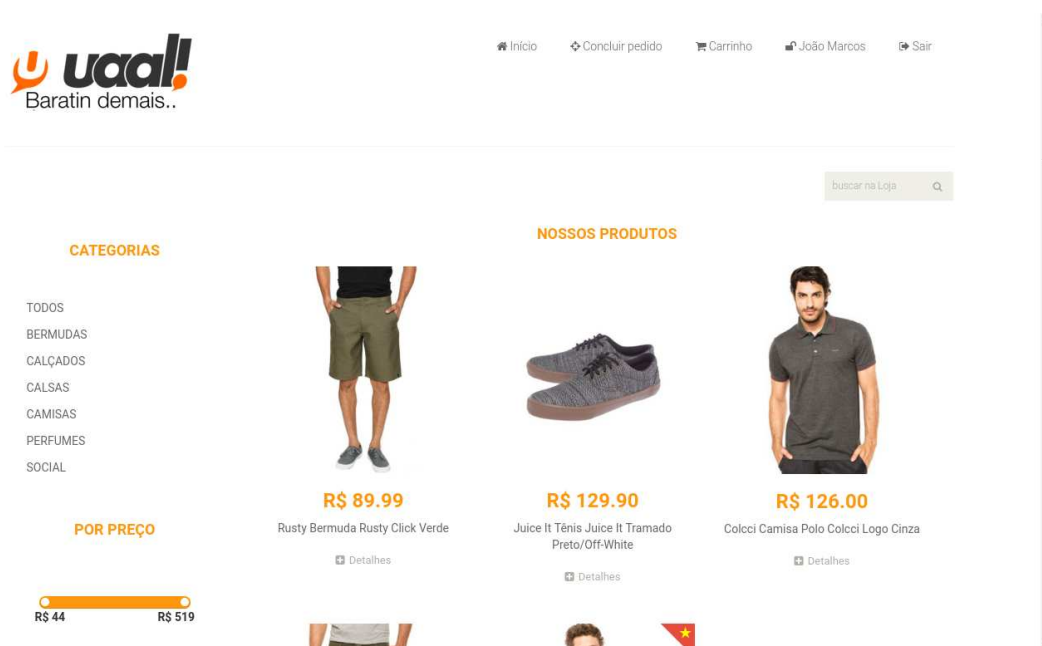 uaal!
Baratin demais..
Início Concluir pedido Carrinho João Marcos Sair
buscar na Loja
CATEGORIAS
TODOS
BERMUDAS
CALÇADOS
CALSAS
CAMISAS
PERFUMES
SOCIAL
POR PREÇO
R$ 44 R$ 519
NOSSOS PRODUTOS
R$ 89.99
Rusty Bermuda Rusty Click Verde
Detalhes
R$ 129.90
Juice It Tênis Juice It Tramado
Preto/Off-White
Detalhes
R$ 126.00
Colcci Camisa Polo Colcci Logo Cinza
Detalhes